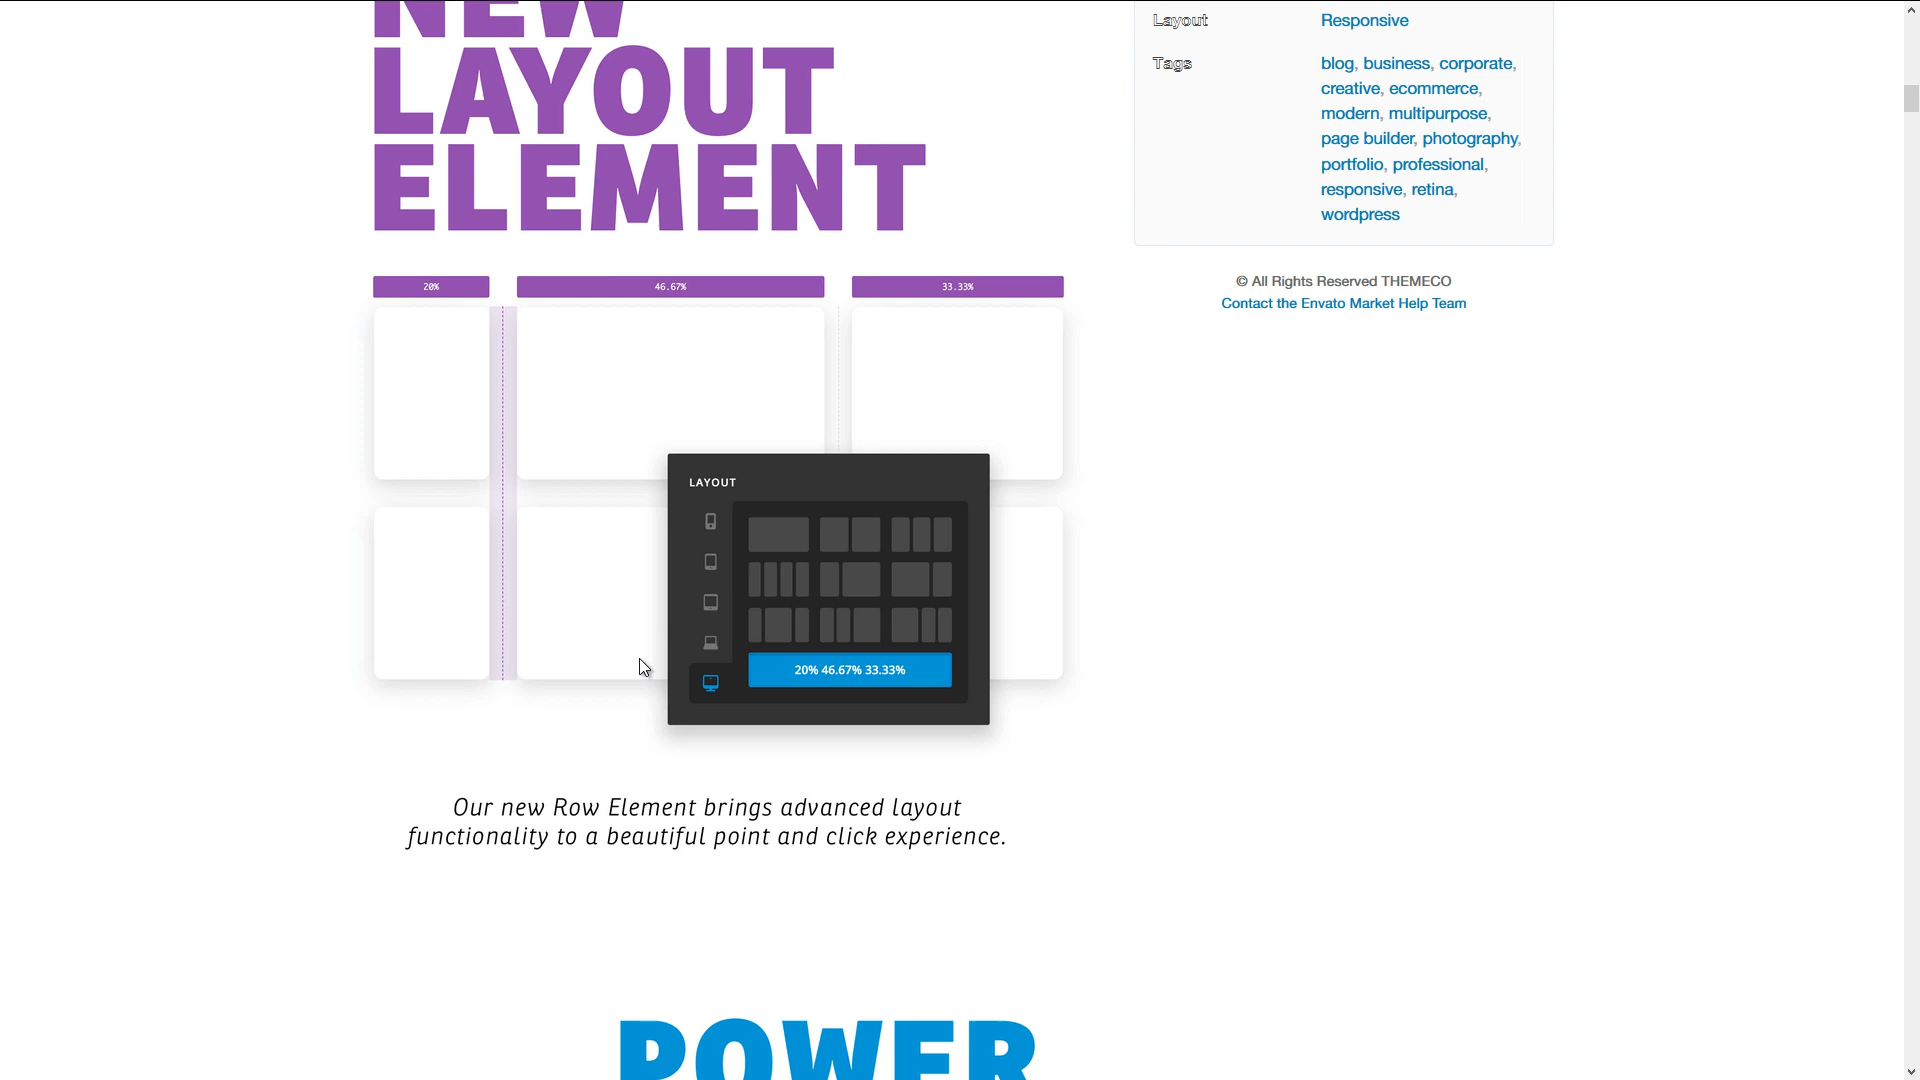 NEW
LAYOUT
ELEMENT
20% 46.67% 33.33%
LAYOUT
20% 46.67% 33.33%
Our new Row Element brings advanced layout
functionality to a beautiful point and click experience.
POWER
Layout Responsive
Tags blog, business, corporate,
creative, ecommerce,
modern, multipurpose,
page builder, photography,
portfolio, professional,
responsive, retina,
wordpress
© All Rights Reserved THEMECO
Contact the Envato Market Help Team